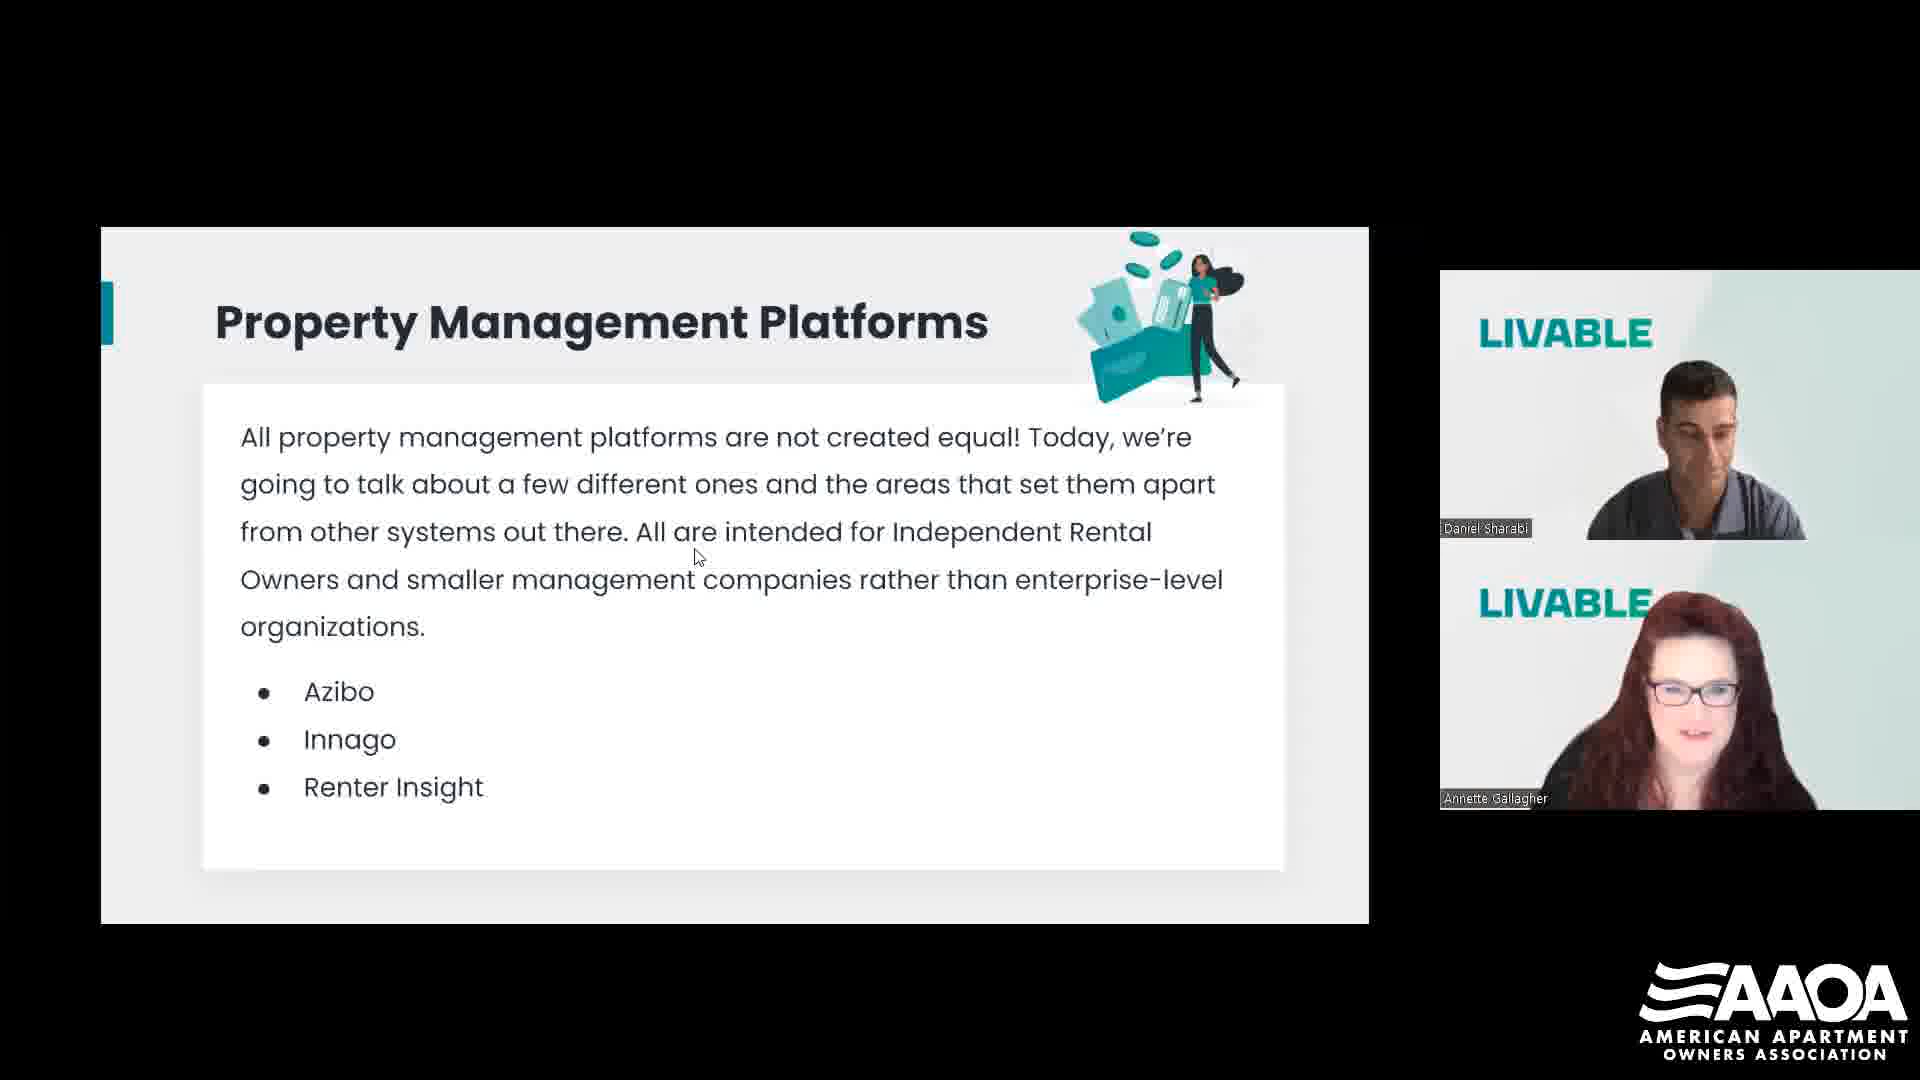 Property Management Platforms
All property management platforms are not created equal! Today, we’re
going to talk about a few different ones and the areas that set them apart
from other systems out there. All are intended for Independent Rental
Owners and smaller management companies rather than enterprise-level
organizations.
● Azibo
● Innago
● Renter Insight
LIVABLE
Daniel Sharabi
LIVABLE
Annette Gallagher
AAOA
AMERICAN APARTMENT
OWNERS ASSOCIATION